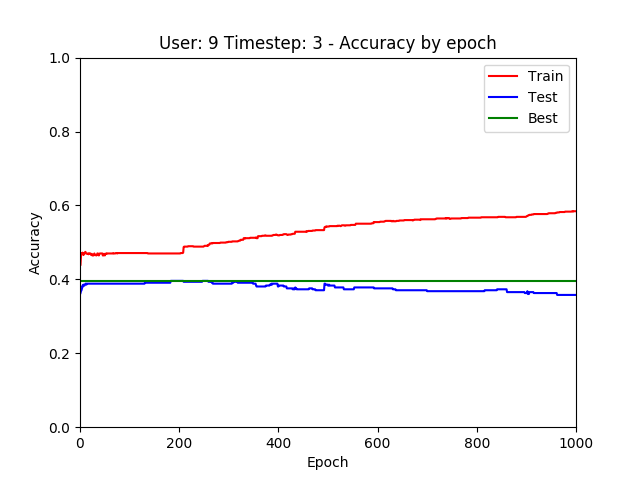 User: 9 Timestep: 3 - Accuracy by epoch
1.0
0.8
0.6
0.4
0.2
0.0
Accuracy
Train
Test
Best
0 200 400 600 800 1000
Epoch